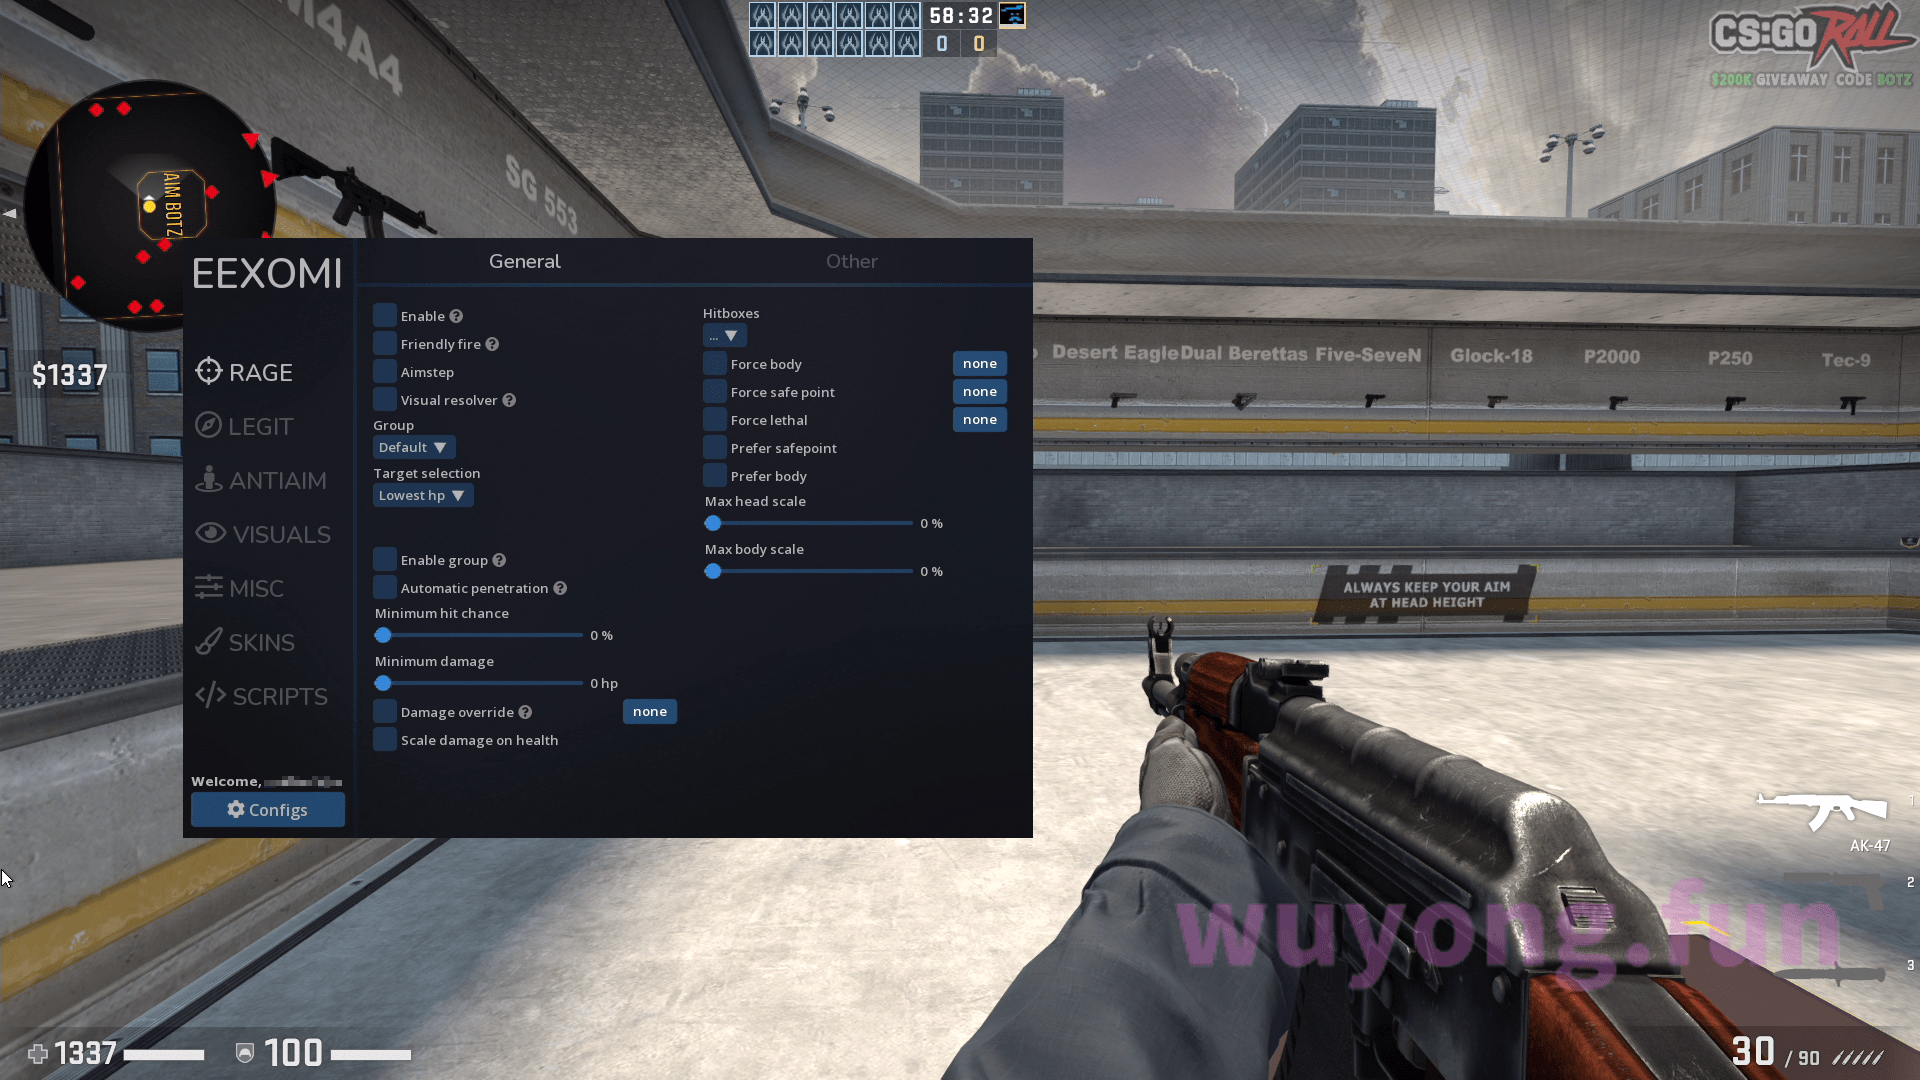 M4A4
58:32
0 0
CS:GO ROLL
$200K GIVEAWAY CODE BOTZ
AIM BOTZ
SG 553
$1337
EEXOMI
General
Other
RAGE
LEGIT
ANTIAIM
VISUALS
MISC
SKINS
SCRIPTS
Welcome,
Configs
Enable ?
Friendly fire ?
Aimstep
Visual resolver ?
Group
Default
Target selection
Lowest hp
Enable group ?
Automatic penetration ?
Minimum hit chance
0 %
Minimum damage
0 hp
Damage override ? none
Scale damage on health
Hitboxes
...
Force body none
Force safe point none
Force lethal none
Prefer safepoint
Prefer body
Max head scale
0 %
Max body scale
0 %
Desert Eagle Dual Berettas Five-SeveN Glock-18 P2000 P250 Tec-9
ALWAYS KEEP YOUR AIM
AT HEAD HEIGHT
1
AK-47
2
wuyong.fun
3
1337 100
30 / 90